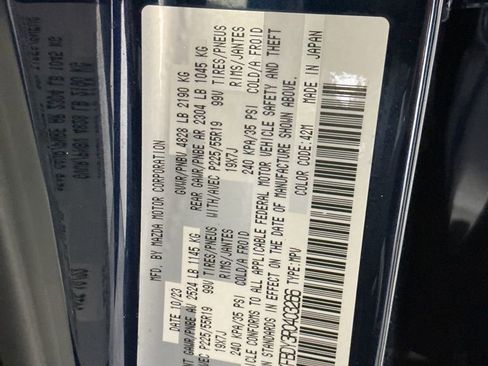 MFD. BY MAZDA MOTOR CORPORATION
DATE 10/23 GVWR/PNBV 4828 LB 2190 KG
GAWR/PNBE AV 2524 LB 1145 KG REAR GAWR/PNBE AR 2304 LB 1045 KG
P225/55R19 99V TIRES/PNEUS WITH/AVEC P225/55R19 99V TIRES/PNEUS
19X7J RIMS/JANTES 19X7J RIMS/JANTES
240 KPA/35 PSI COLD/A FROID 240 KPA/35 PSI COLD/A FROID
VEHICLE CONFORMS TO ALL APPLICABLE FEDERAL MOTOR VEHICLE SAFETY AND THEFT
STANDARDS IN EFFECT ON THE DATE OF MANUFACTURE SHOWN ABOVE.
TYPE:MPV COLOR CODE:42M MADE IN JAPAN